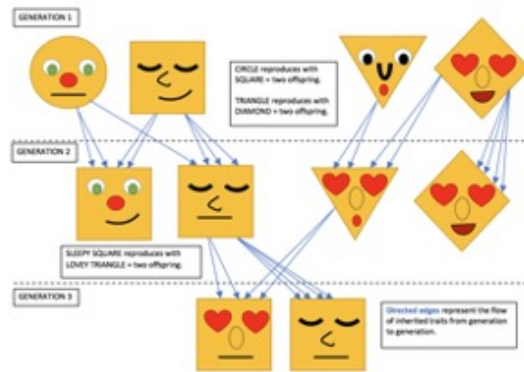 GENERATION 1
CIRCLE reproduces with
SQUARE = two offspring.
TRIANGLE reproduces with
DIAMOND = two offspring.
GENERATION 2
SLEEPY SQUARE reproduces with
LOVEY TRIANGLE = two offspring.
GENERATION 3
Directed edges represent the flow
of inherited traits from generation
to generation.